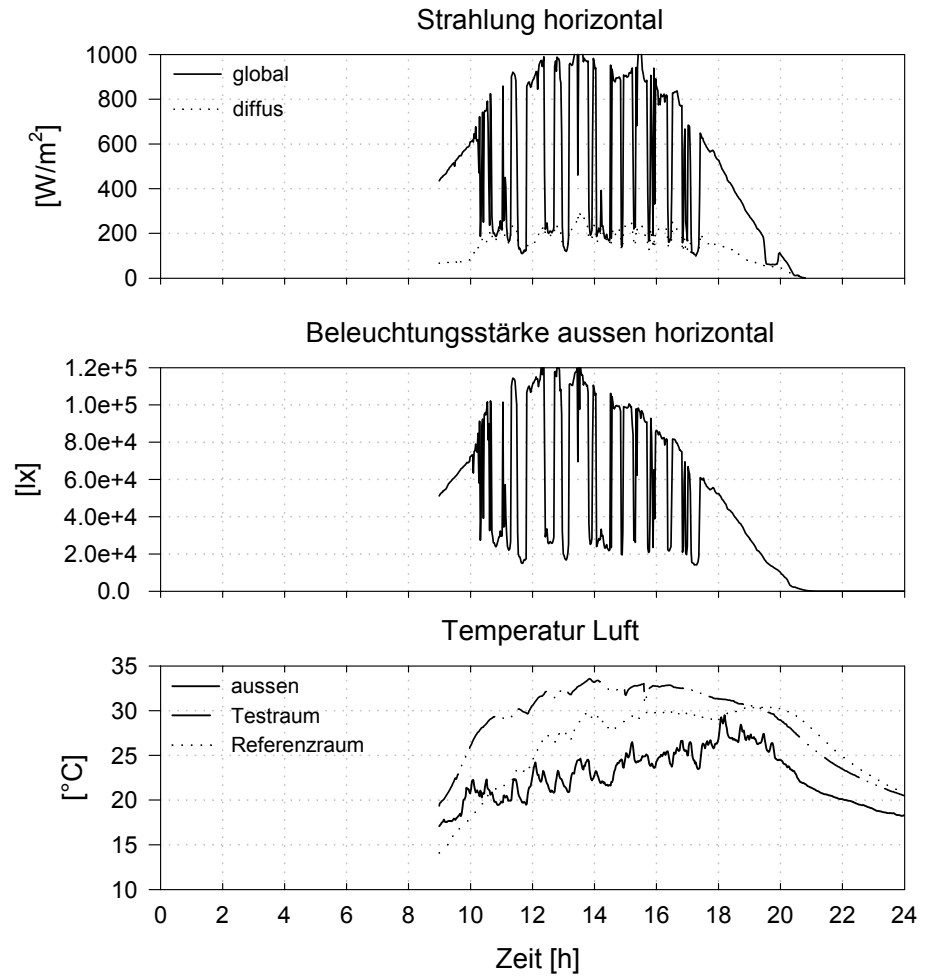 Strahlung horizontal
1000
800
600
400
200
0
[W/m²]
global
diffus
Beleuchtungsstärke aussen horizontal
1.2e+5
1.0e+5
8.0e+4
6.0e+4
4.0e+4
2.0e+4
0.0
[lx]
Temperatur Luft
35
30
25
20
15
10
[°C]
aussen
Testraum
Referenzraum
0 2 4 6 8 10 12 14 16 18 20 22 24
Zeit [h]